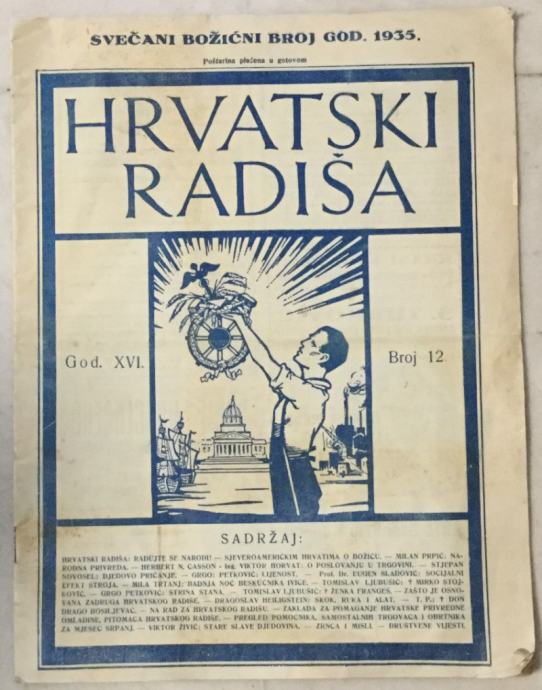 SVEČANI BOŽIĆNI BROJ GOD. 1935.
Poštarina plaćena u gotovom
HRVATSKI
RADIŠA
God. XVI.
Broj 12
SADRŽAJ:
HRVATSKI RADIŠA: RADUJTE SE NARODI! — SJEVEROAMERIČKIM HRVATIMA O BOŽIĆU. — MILAN PRPIĆ: NA-
RODNA PRIVREDA. — HERBERT N. CASSON - Ing. VIKTOR HORVAT: O POSLOVANJU U TRGOVINI. — STJEPAN
NOVOSEL: DJEDOVO PRIČANJE. — GRGO PETKOVIĆ: LIJENOST. — Prof. Dr. EUGEN SLADOVIĆ: SOCIJALNI
EFEKT STROJA. — MILA TRTANJ: BADNJA NOĆ BESKUĆNIKA IVICE. — TOMISLAV LJUBUŠIĆ: † MIRKO STOJ-
KOVIĆ. — GRGO PETKOVIĆ: STRINA STANA. — TOMISLAV LJUBUŠIĆ: † ŽENKA FRANGEŠ. — ZAŠTO JE OSNO-
VANA ZADRUGA HRVATSKOG RADIŠE. — DRAGOSLAV HEILIGSTEIN: SKOK, RUKA I ALAT. — T. P.: † DON
DRAGO BOSILJEVAC. — NA RAD ZA HRVATSKOG RADIŠU. — ZAKLADA ZA POMAGANJE HRVATSKE PRIVREDNE
OMLADINE, PITOMACA HRVATSKOG RADIŠE. — PREGLED POMOĆNIKA, SAMOSTALNIH TRGOVACA I OBRTNIKA
ZA MJESEC SRPANJ. — VIKTOR ŽIVIĆ: STARE SLAVE DJEDOVINA. — ZRNCA I MISLI. — DRUŠTVENE VIJESTI.